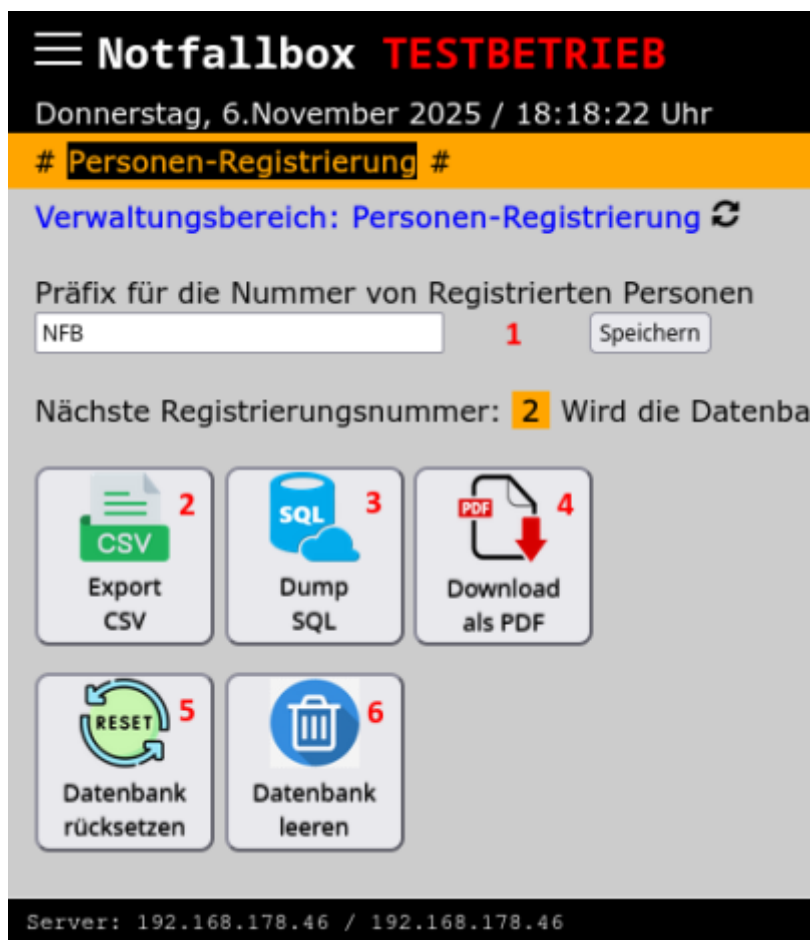 Notfallbox TESTBETRIEB
Donnerstag, 6.November 2025 / 18:18:22 Uhr
# Personen-Registrierung #
Verwaltungsbereich: Personen-Registrierung
Präfix für die Nummer von Registrierten Personen
NFB 1 Speichern
Nächste Registrierungsnummer: 2 Wird die Datenba
2 SQL 3 PDF 4
CSV
Export Dump Download
CSV SQL als PDF
RESET 5 6
Datenbank Datenbank
rücksetzen leeren
Server: 192.168.178.46 / 192.168.178.46